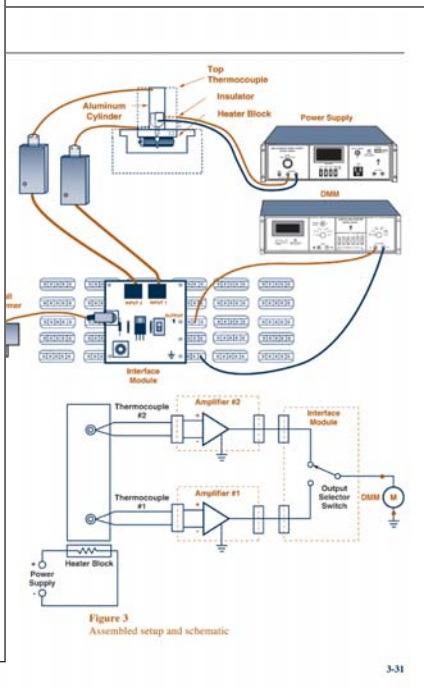 Top
Thermocouple
Insulator
Heater Block
Aluminum
Cylinder
Power Supply
DMM
INPUT 2
INPUT 1
OUTPUT
Interface
Module
Thermocouple
#2
Amplifier #2
Interface
Module
+
-
Thermocouple
#1
Amplifier #1
+
-
Output
Selector
Switch
DMM
M
Heater Block
+
Power
Supply
-
Figure 3
Assembled setup and schematic
3-31